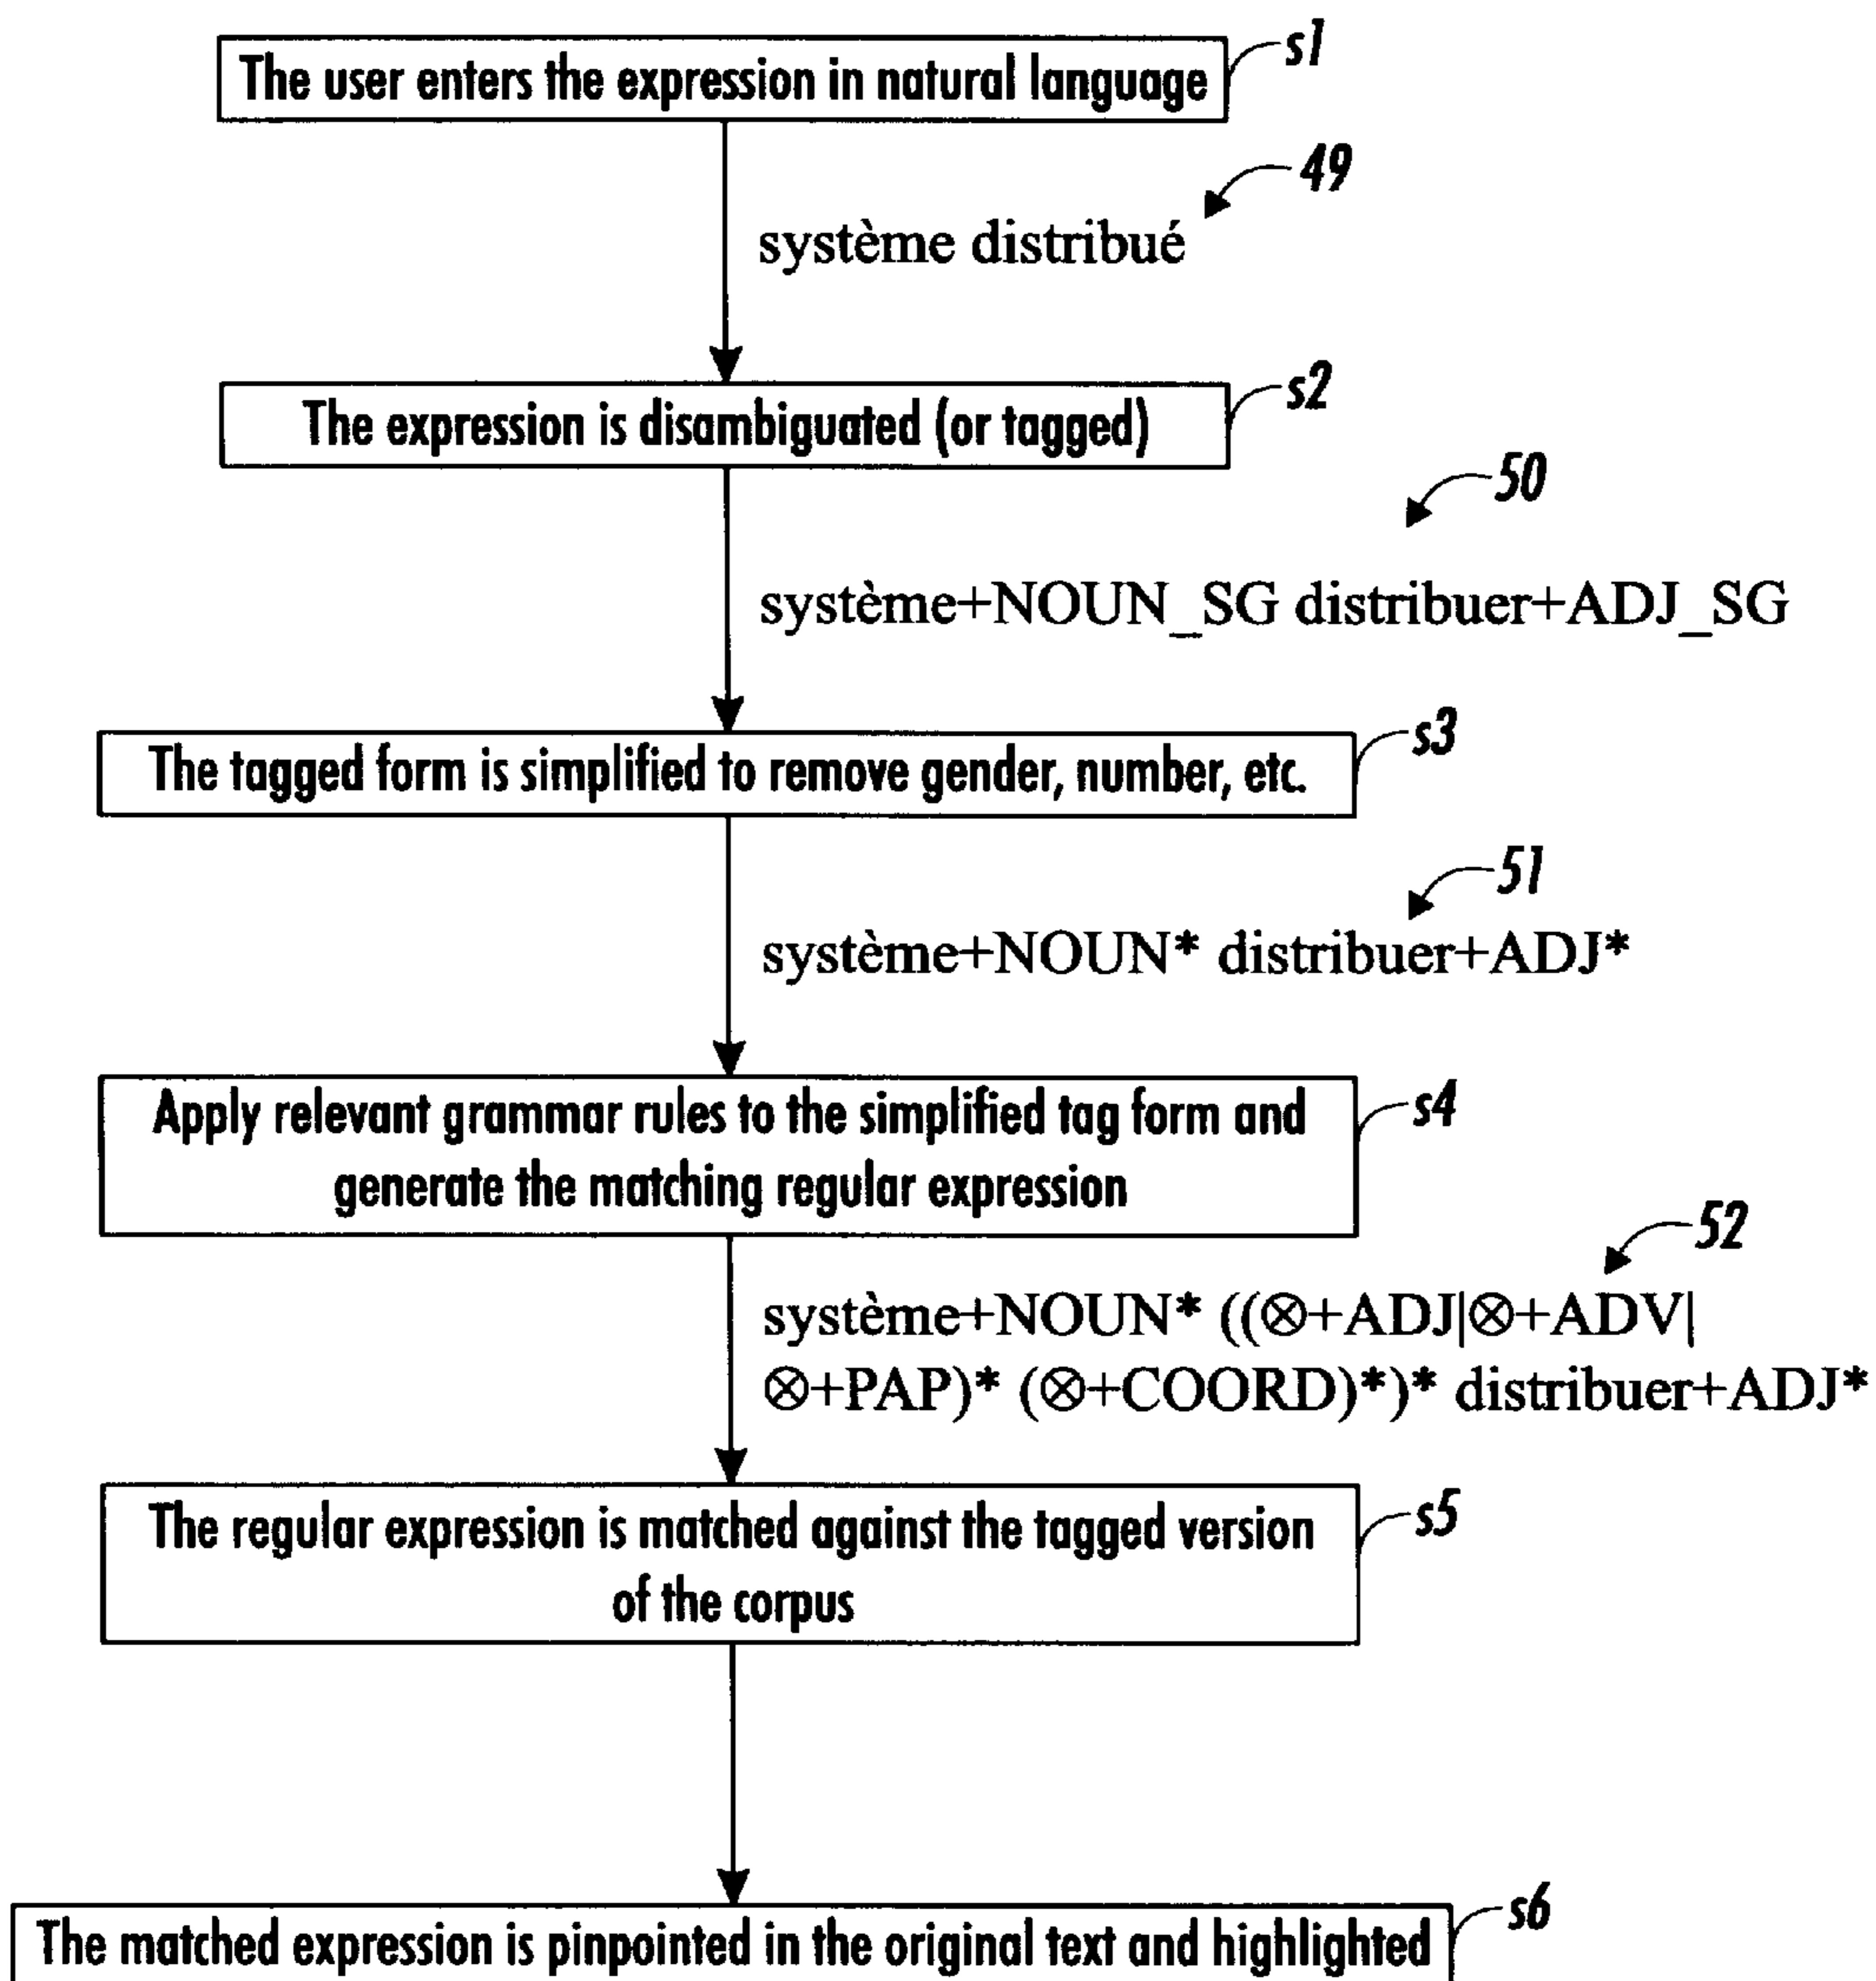 The user enters the expression in natural language
s1
49
système distribué
The expression is disambiguated (or tagged)
s2
50
système+NOUN_SG distribuer+ADJ_SG
The tagged form is simplified to remove gender, number, etc.
s3
51
système+NOUN* distribuer+ADJ*
Apply relevant grammar rules to the simplified tag form and
generate the matching regular expression
s4
52
système+NOUN* ((⊗+ADJ|⊗+ADV|
⊗+PAP)* (⊗+COORD)*)* distribuer+ADJ*
The regular expression is matched against the tagged version
of the corpus
s5
The matched expression is pinpointed in the original text and highlighted
s6